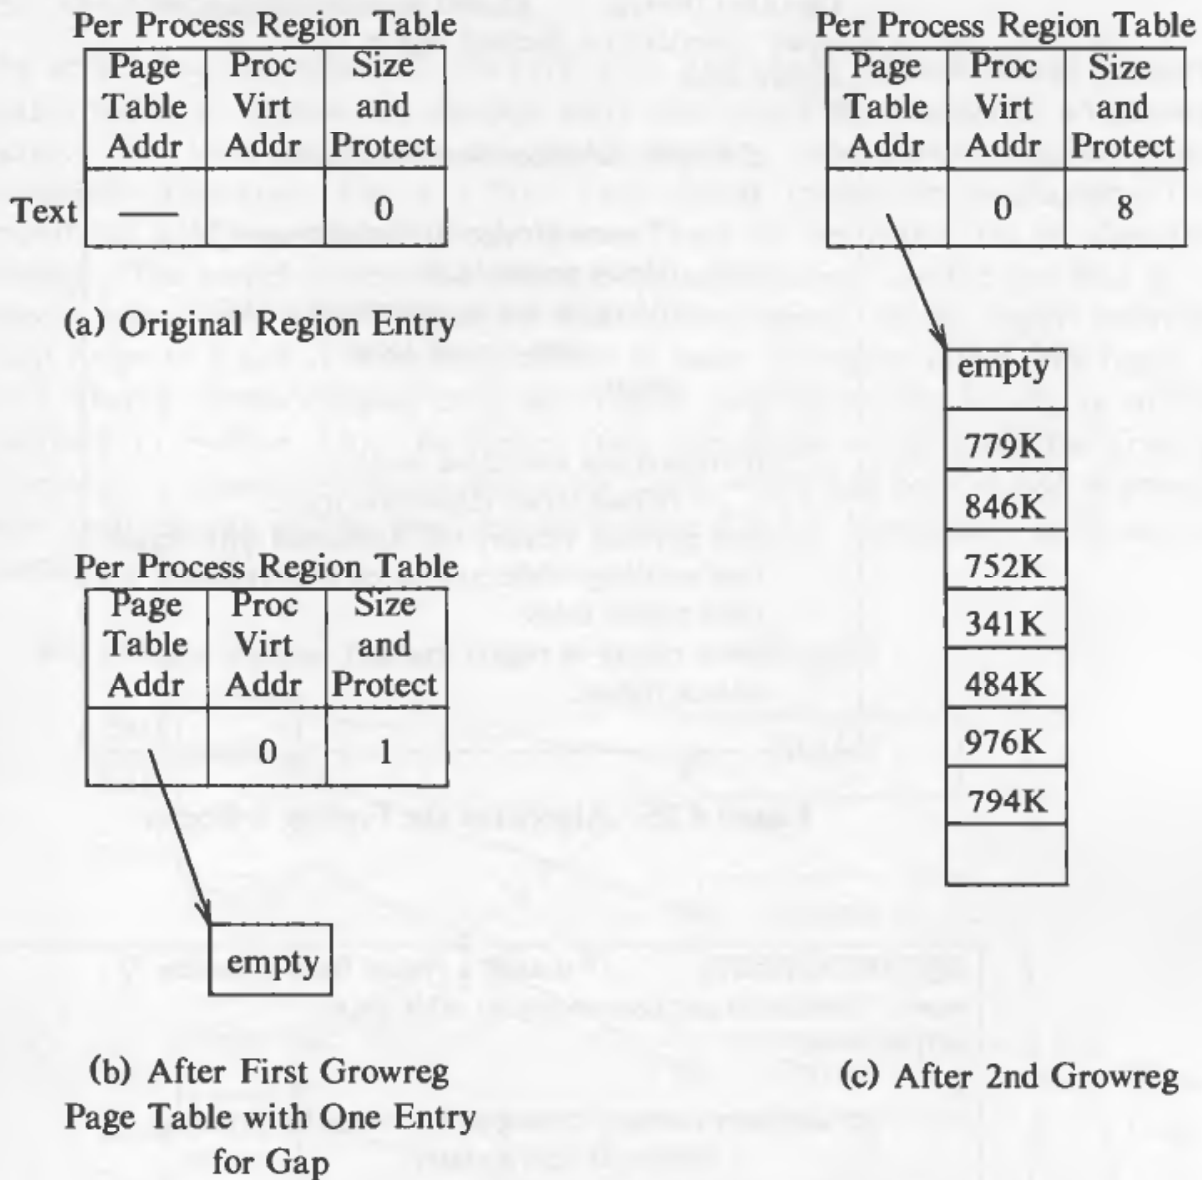 Per Process Region Table
Page Proc Size
Table Virt and
Addr Addr Protect
Text — 0
(a) Original Region Entry
Per Process Region Table
Page Proc Size
Table Virt and
Addr Addr Protect
0 1
empty
(b) After First Growreg
Page Table with One Entry
for Gap
Per Process Region Table
Page Proc Size
Table Virt and
Addr Addr Protect
0 8
empty
779K
846K
752K
341K
484K
976K
794K
(c) After 2nd Growreg